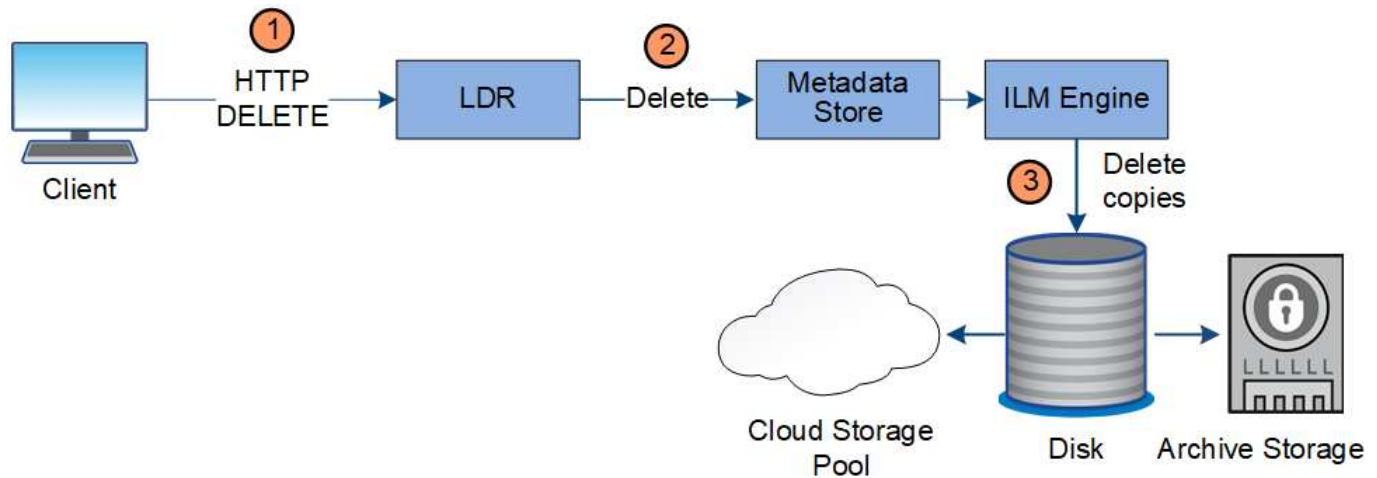 1
HTTP
DELETE
Client
LDR
2
Delete
Metadata
Store
ILM Engine
3
Delete
copies
Cloud Storage
Pool
Disk
LLLLLL
Archive Storage